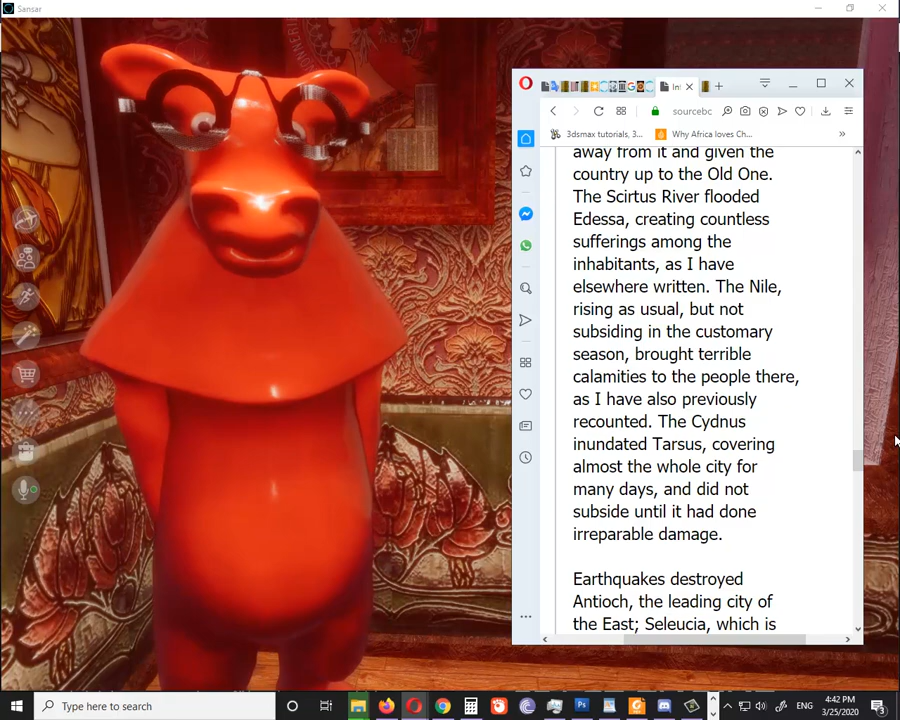 Sansar
Int
sourcebc
3dsmax tutorials, 3...
Why Africa loves Ch...
away from it and given the
country up to the Old One.
The Scirtus River flooded
Edessa, creating countless
sufferings among the
inhabitants, as I have
elsewhere written. The Nile,
rising as usual, but not
subsiding in the customary
season, brought terrible
calamities to the people there,
as I have also previously
recounted. The Cydnus
inundated Tarsus, covering
almost the whole city for
many days, and did not
subside until it had done
irreparable damage.
Earthquakes destroyed
Antioch, the leading city of
the East; Seleucia, which is
Type here to search
ENG
4:42 PM
3/25/2020
3